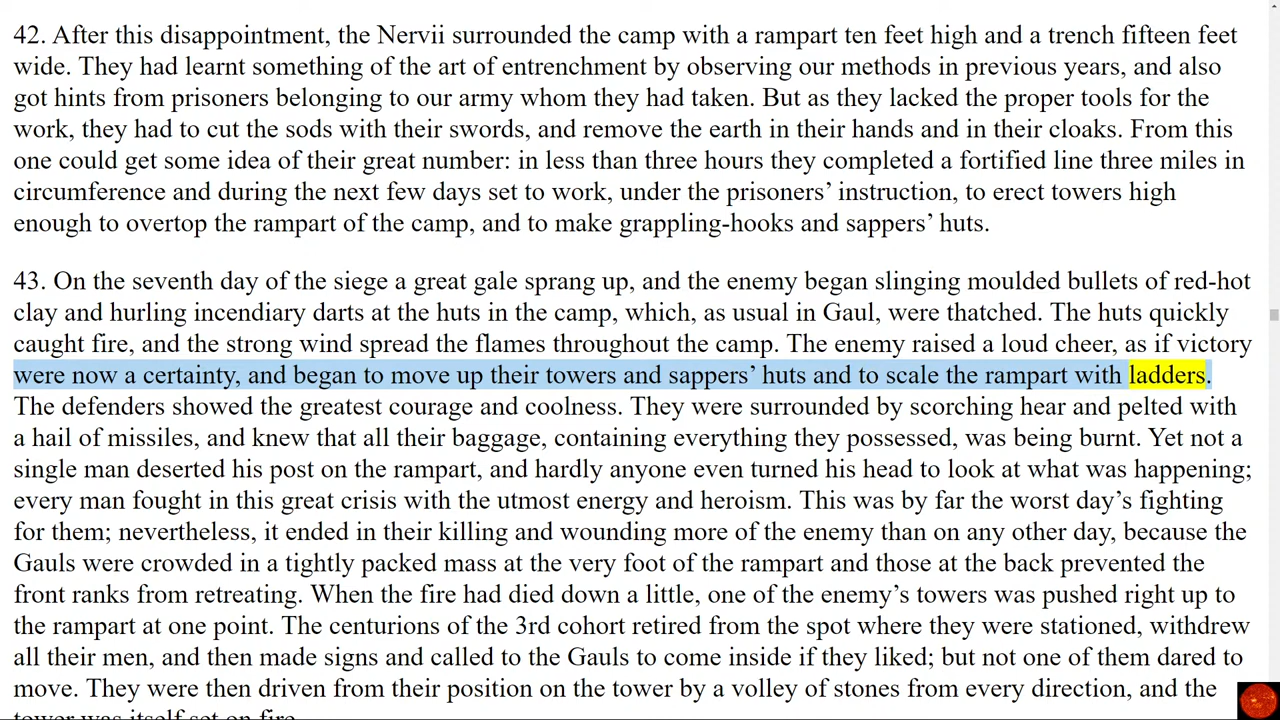 42. After this disappointment, the Nervii surrounded the camp with a rampart ten feet high and a trench fifteen feet
wide. They had learnt something of the art of entrenchment by observing our methods in previous years, and also
got hints from prisoners belonging to our army whom they had taken. But as they lacked the proper tools for the
work, they had to cut the sods with their swords, and remove the earth in their hands and in their cloaks. From this
one could get some idea of their great number: in less than three hours they completed a fortified line three miles in
circumference and during the next few days set to work, under the prisoners’ instruction, to erect towers high
enough to overtop the rampart of the camp, and to make grappling-hooks and sappers’ huts.
43. On the seventh day of the siege a great gale sprang up, and the enemy began slinging moulded bullets of red-hot
clay and hurling incendiary darts at the huts in the camp, which, as usual in Gaul, were thatched. The huts quickly
caught fire, and the strong wind spread the flames throughout the camp. The enemy raised a loud cheer, as if victory
were now a certainty, and began to move up their towers and sappers’ huts and to scale the rampart with ladders.
The defenders showed the greatest courage and coolness. They were surrounded by scorching hear and pelted with
a hail of missiles, and knew that all their baggage, containing everything they possessed, was being burnt. Yet not a
single man deserted his post on the rampart, and hardly anyone even turned his head to look at what was happening;
every man fought in this great crisis with the utmost energy and heroism. This was by far the worst day’s fighting
for them; nevertheless, it ended in their killing and wounding more of the enemy than on any other day, because the
Gauls were crowded in a tightly packed mass at the very foot of the rampart and those at the back prevented the
front ranks from retreating. When the fire had died down a little, one of the enemy’s towers was pushed right up to
the rampart at one point. The centurions of the 3rd cohort retired from the spot where they were stationed, withdrew
all their men, and then made signs and called to the Gauls to come inside if they liked; but not one of them dared to
move. They were then driven from their position on the tower by a volley of stones from every direction, and the
tower was itself set on fire.